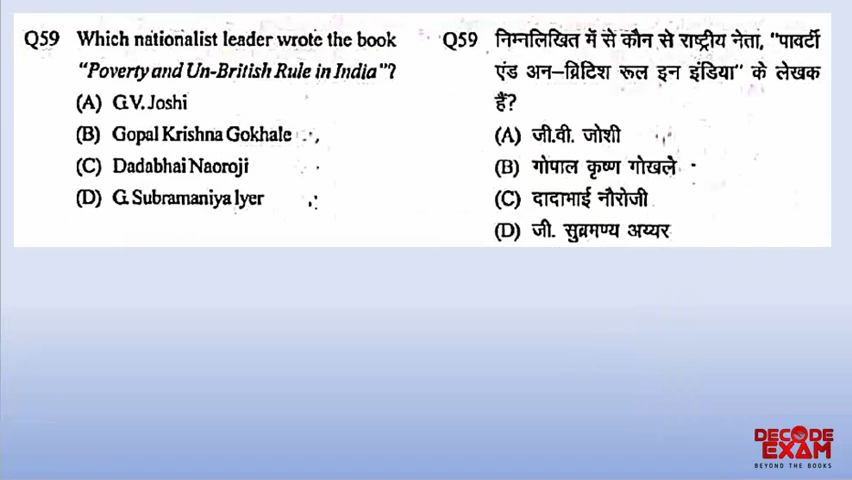 Q59 Which nationalist leader wrote the book
"Poverty and Un-British Rule in India"?
(A) G.V. Joshi
(B) Gopal Krishna Gokhale
(C) Dadabhai Naoroji
(D) G. Subramaniya Iyer
Q59 निम्नलिखित में से कौन से राष्ट्रीय नेता, "पावर्टी
एंड अन-ब्रिटिश रूल इन इंडिया" के लेखक
हैं?
(A) जी.वी. जोशी
(B) गोपाल कृष्ण गोखले
(C) दादाभाई नौरोजी
(D) जी. सुब्रमण्य अय्यर
DECODE
EXAM
BEYOND THE BOOKS